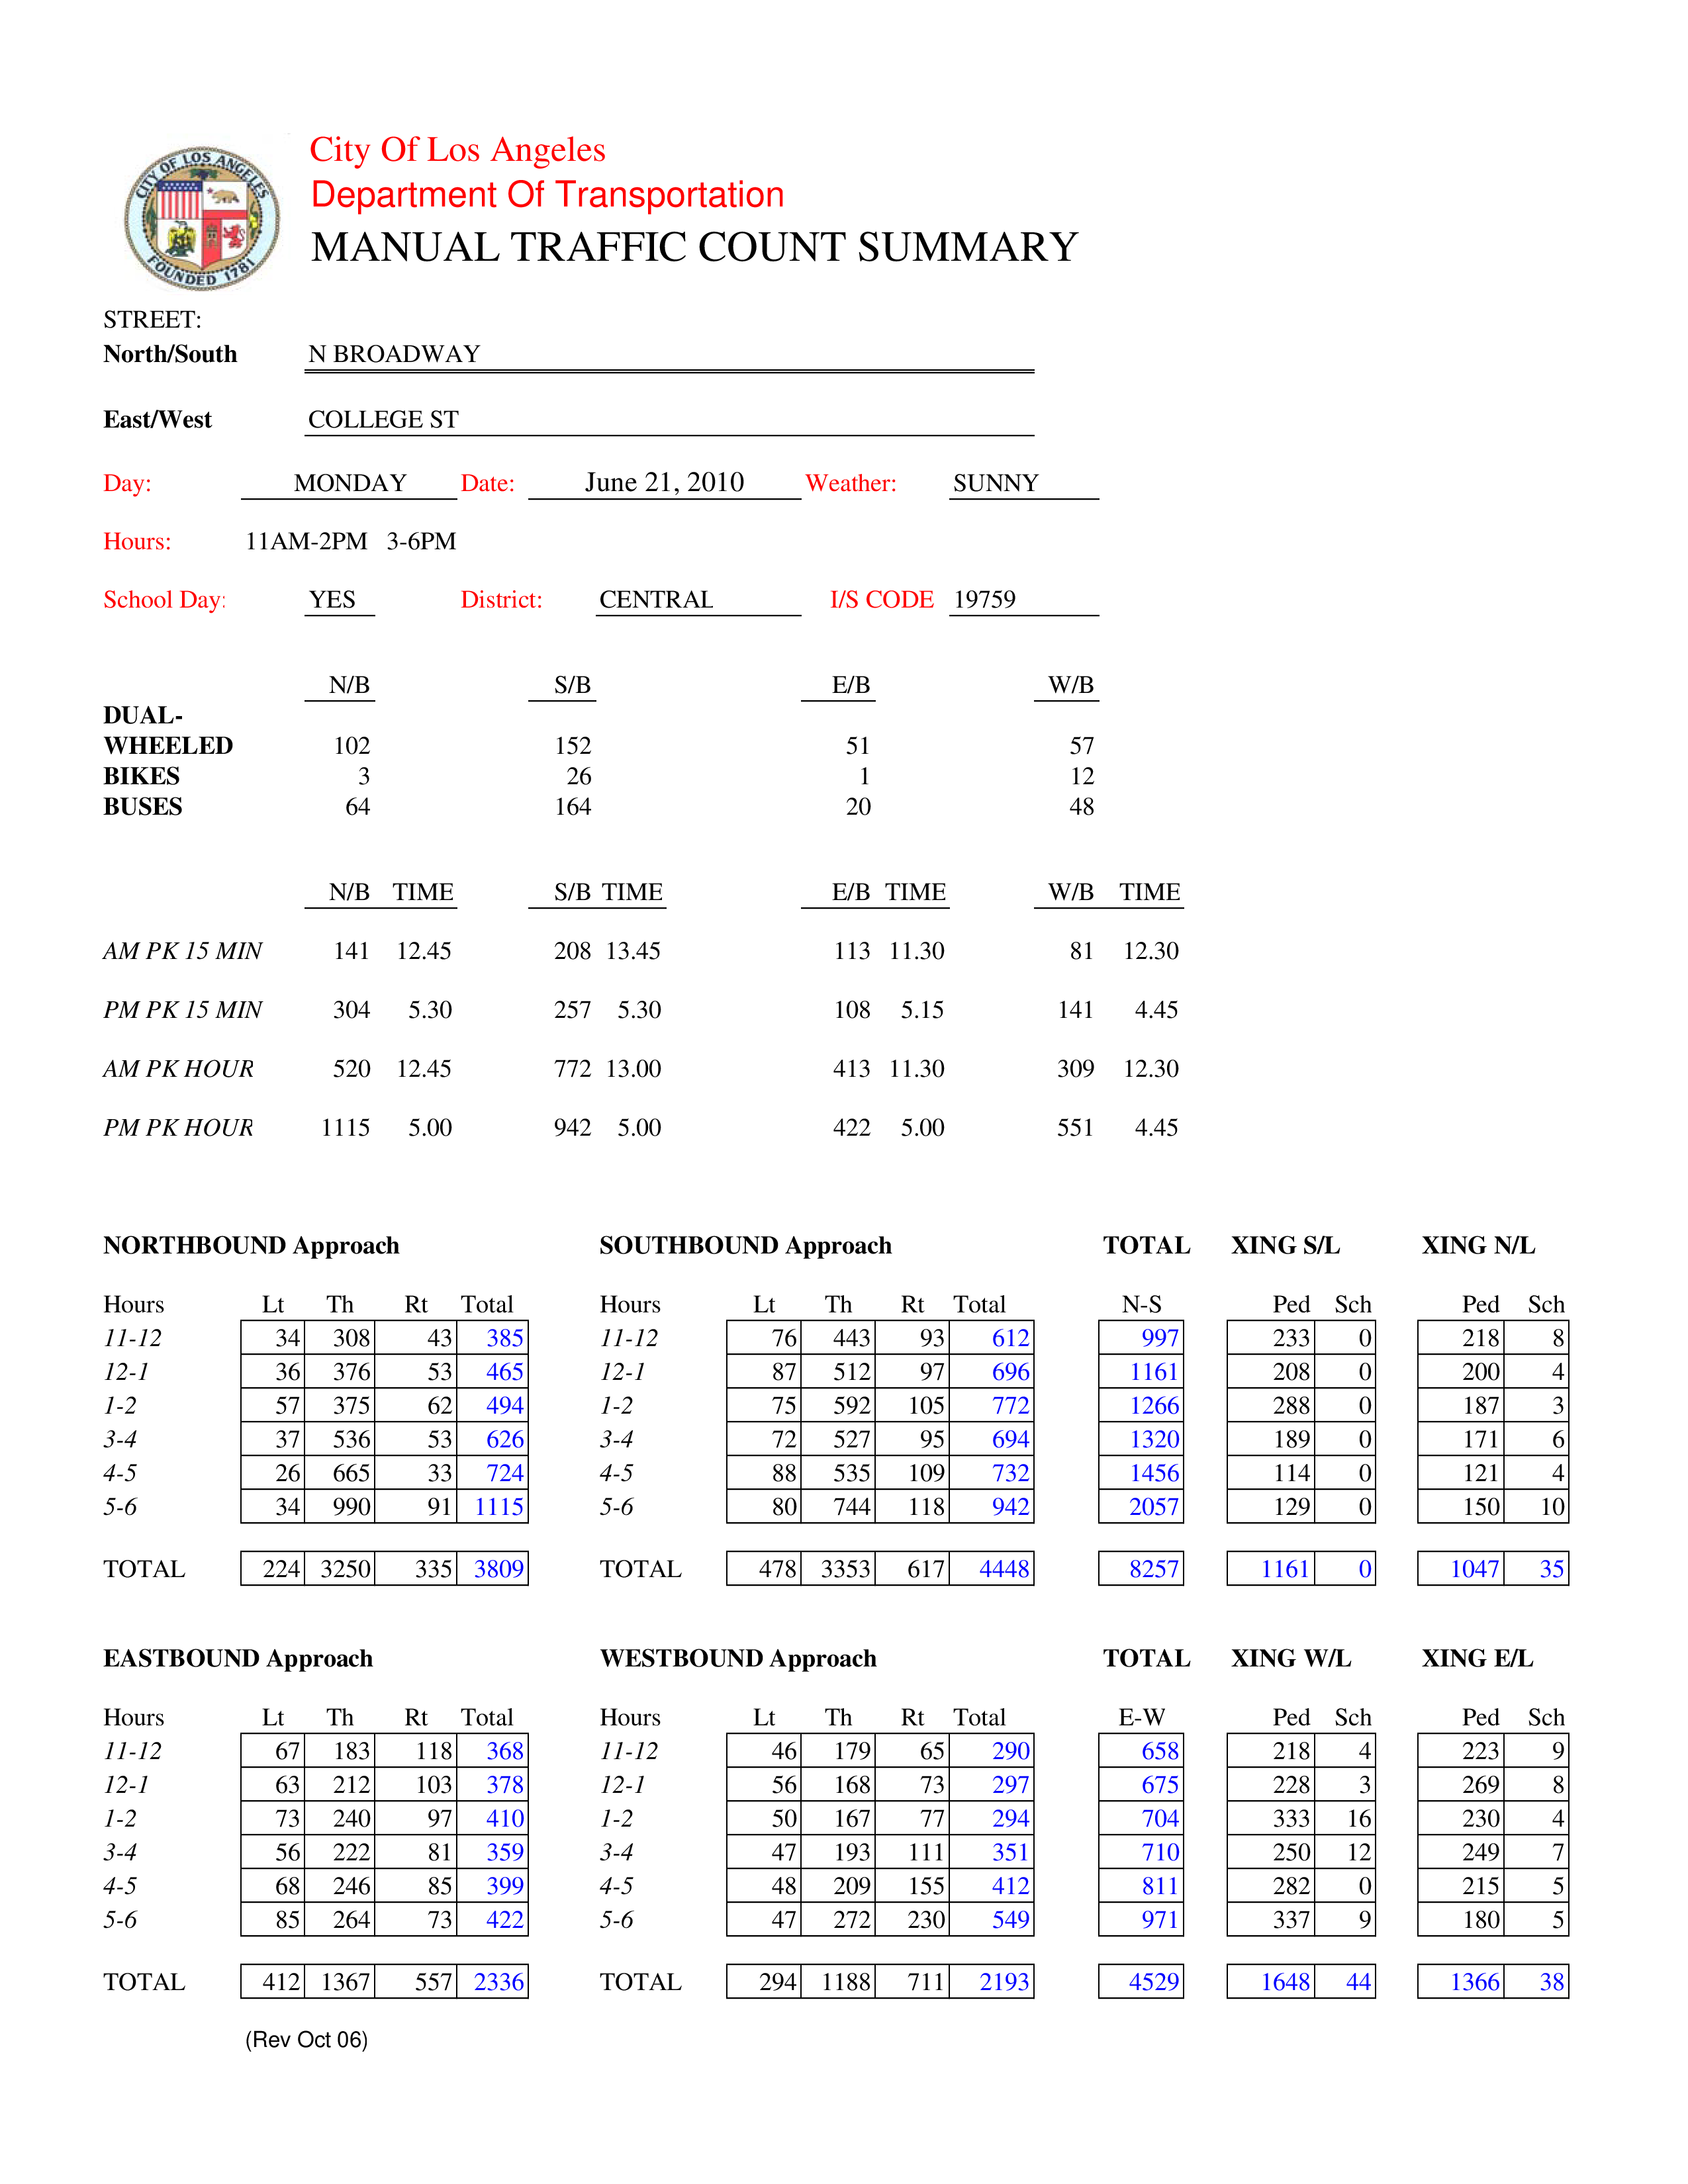 CITY OF LOS ANGELES
FOUNDED 1781
City Of Los Angeles
Department Of Transportation
MANUAL TRAFFIC COUNT SUMMARY
STREET:
North/South N BROADWAY
East/West COLLEGE ST
Day: MONDAY Date: June 21, 2010 Weather: SUNNY
Hours: 11AM-2PM 3-6PM
School Day: YES District: CENTRAL I/S CODE 19759
N/B S/B E/B W/B
DUAL-
WHEELED 102 152 51 57
BIKES 3 26 1 12
BUSES 64 164 20 48
N/B TIME S/B TIME E/B TIME W/B TIME
AM PK 15 MIN 141 12.45 208 13.45 113 11.30 81 12.30
PM PK 15 MIN 304 5.30 257 5.30 108 5.15 141 4.45
AM PK HOUR 520 12.45 772 13.00 413 11.30 309 12.30
PM PK HOUR 1115 5.00 942 5.00 422 5.00 551 4.45
NORTHBOUND Approach SOUTHBOUND Approach TOTAL XING S/L XING N/L
Hours Lt Th Rt Total Hours Lt Th Rt Total N-S Ped Sch Ped Sch
11-12 34 308 43 385 11-12 76 443 93 612 997 233 0 218 8
12-1 36 376 53 465 12-1 87 512 97 696 1161 208 0 200 4
1-2 57 375 62 494 1-2 75 592 105 772 1266 288 0 187 3
3-4 37 536 53 626 3-4 72 527 95 694 1320 189 0 171 6
4-5 26 665 33 724 4-5 88 535 109 732 1456 114 0 121 4
5-6 34 990 91 1115 5-6 80 744 118 942 2057 129 0 150 10
TOTAL 224 3250 335 3809 TOTAL 478 3353 617 4448 8257 1161 0 1047 35
EASTBOUND Approach WESTBOUND Approach TOTAL XING W/L XING E/L
Hours Lt Th Rt Total Hours Lt Th Rt Total E-W Ped Sch Ped Sch
11-12 67 183 118 368 11-12 46 179 65 290 658 218 4 223 9
12-1 63 212 103 378 12-1 56 168 73 297 675 228 3 269 8
1-2 73 240 97 410 1-2 50 167 77 294 704 333 16 230 4
3-4 56 222 81 359 3-4 47 193 111 351 710 250 12 249 7
4-5 68 246 85 399 4-5 48 209 155 412 811 282 0 215 5
5-6 85 264 73 422 5-6 47 272 230 549 971 337 9 180 5
TOTAL 412 1367 557 2336 TOTAL 294 1188 711 2193 4529 1648 44 1366 38
(Rev Oct 06)